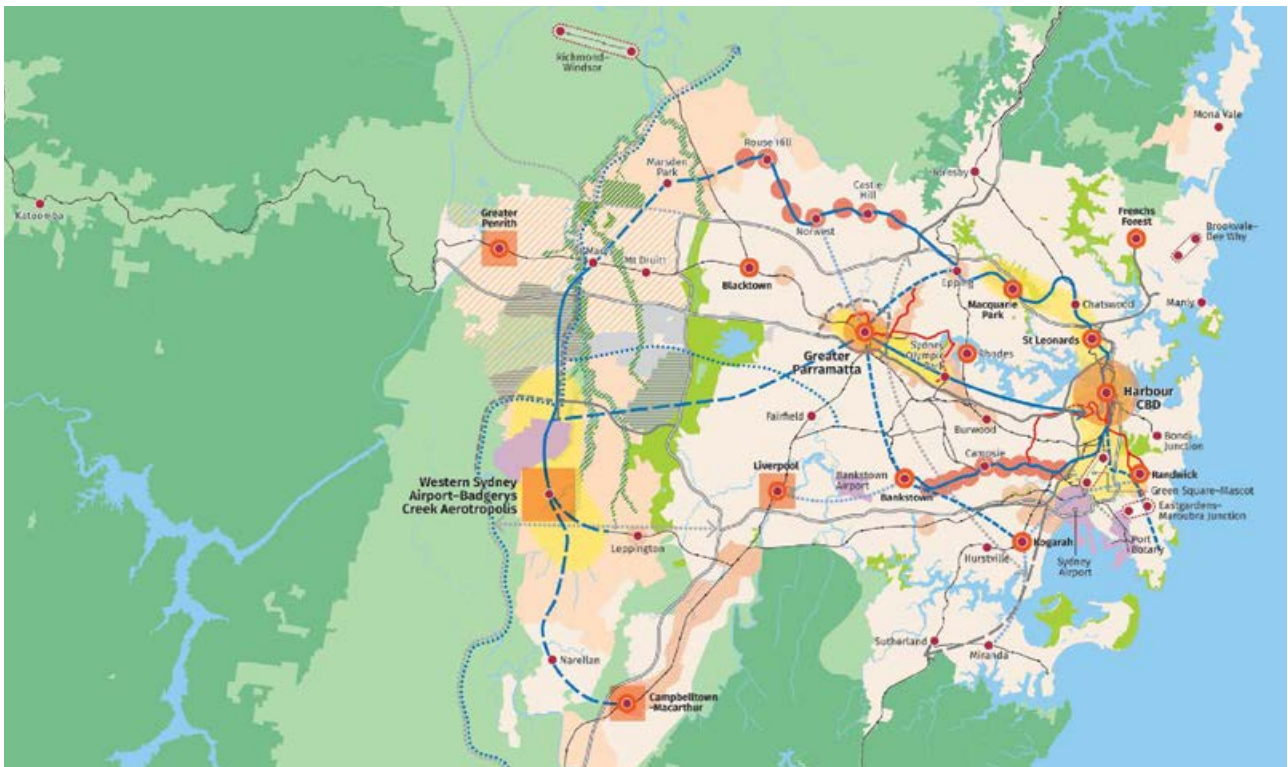 Richmond–
Windsor
Mona Vale
Rouse Hill
Marsden
Park
Hornsby
Castle
Hill
Katoomba
Greater
Penrith
Frenchs
Forest
Norwest
Brookvale–
Dee Why
St Marys
Mt Druitt
Epping
Blacktown
Macquarie
Park
Chatswood
Manly
St Leonards
Greater
Parramatta
Sydney
Olympic
Park
Rhodes
Harbour
CBD
Fairfield
Burwood
Bondi
Junction
Campsie
Liverpool
Bankstown
Airport
Bankstown
Randwick
Western Sydney
Airport–Badgerys
Creek Aerotropolis
Green Square–Mascot
Eastgardens–
Maroubra Junction
Leppington
Kogarah
Port
Botany
Hurstville
Sydney
Airport
Sutherland
Miranda
Narellan
Campbelltown
–Macarthur